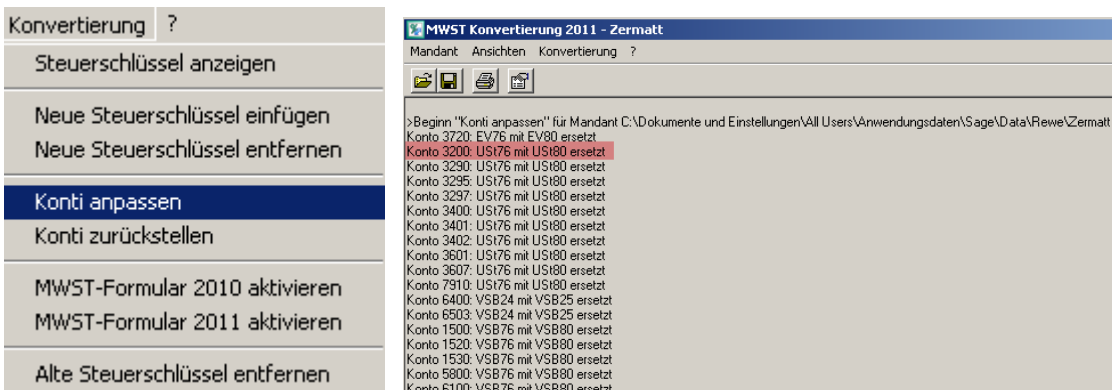 Konvertierung ?
Steuerschlüssel anzeigen
Neue Steuerschlüssel einfügen
Neue Steuerschlüssel entfernen
Konti anpassen
Konti zurückstellen
MWST-Formular 2010 aktivieren
MWST-Formular 2011 aktivieren
Alte Steuerschlüssel entfernen
MWST Konvertierung 2011 - Zermatt
Mandant Ansichten Konvertierung ?
>Beginn "Konti anpassen" für Mandant C:\Dokumente und Einstellungen\All Users\Anwendungsdaten\Sage\Data\Rewe\Zermatt
Konto 3720: EV76 mit EV80 ersetzt
Konto 3200: USt76 mit USt80 ersetzt
Konto 3290: USt76 mit USt80 ersetzt
Konto 3295: USt76 mit USt80 ersetzt
Konto 3297: USt76 mit USt80 ersetzt
Konto 3400: USt76 mit USt80 ersetzt
Konto 3401: USt76 mit USt80 ersetzt
Konto 3402: USt76 mit USt80 ersetzt
Konto 3601: USt76 mit USt80 ersetzt
Konto 3607: USt76 mit USt80 ersetzt
Konto 7910: USt76 mit USt80 ersetzt
Konto 6400: VSB24 mit VSB25 ersetzt
Konto 6503: VSB24 mit VSB25 ersetzt
Konto 1500: VSB76 mit VSB80 ersetzt
Konto 1520: VSB76 mit VSB80 ersetzt
Konto 1530: VSB76 mit VSB80 ersetzt
Konto 5800: VSB76 mit VSB80 ersetzt
Konto 6100: VSB76 mit VSB80 ersetzt